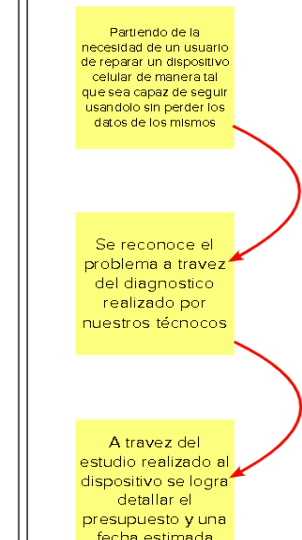 Partiendo de la
necesidad de un usuario
de reparar un dispositivo
celular de manera tal
que sea capaz de seguir
usandolo sin perder los
datos de los mismos
Se reconoce el
problema a travez
del diagnostico
realizado por
nuestros técnocos
A travez del
estudio realizado al
dispositivo se logra
detallar el
presupuesto y una
fecha estimada